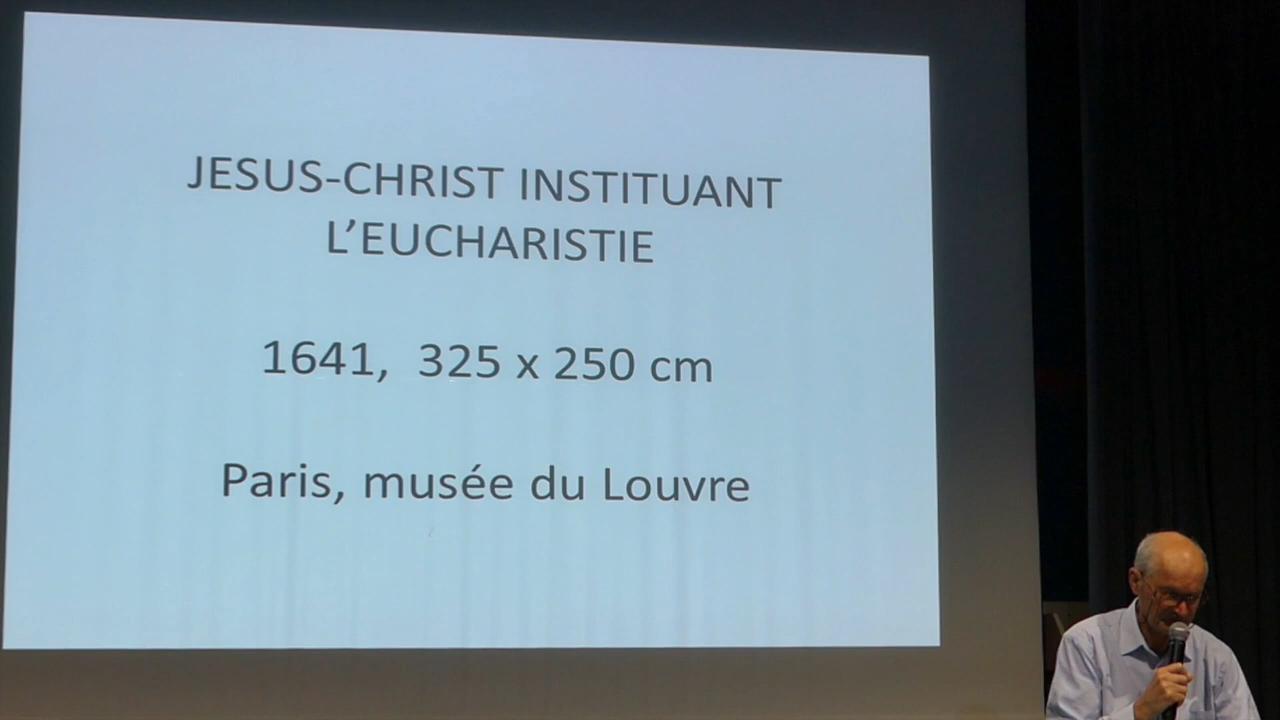 JESUS-CHRIST INSTITUANT
L’EUCHARISTIE
1641, 325 x 250 cm
Paris, musée du Louvre